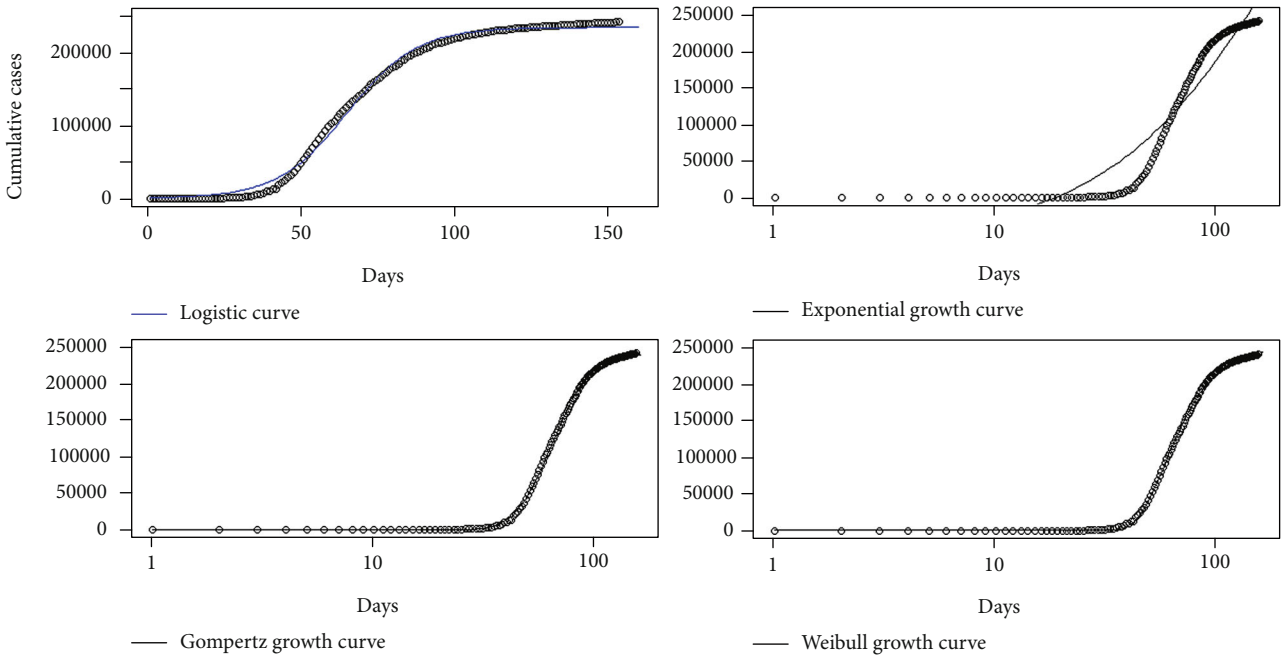 Cumulative cases
200000
100000
0
0 50 100 150
Days
Logistic curve
250000
200000
150000
100000
50000
0
1 10 100
Days
Exponential growth curve
250000
200000
150000
100000
50000
0
1 10 100
Days
Gompertz growth curve
250000
200000
150000
100000
50000
0
1 10 100
Days
Weibull growth curve